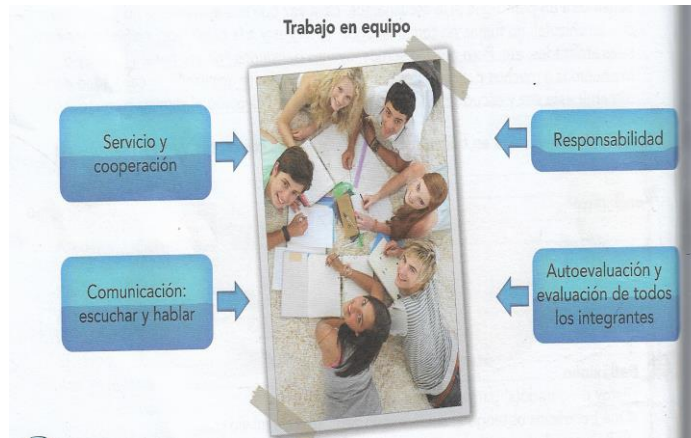 Trabajo en equipo
Servicio y
cooperación
Responsabilidad
Comunicación:
escuchar y hablar
Autoevaluación y
evaluación de todos
los integrantes